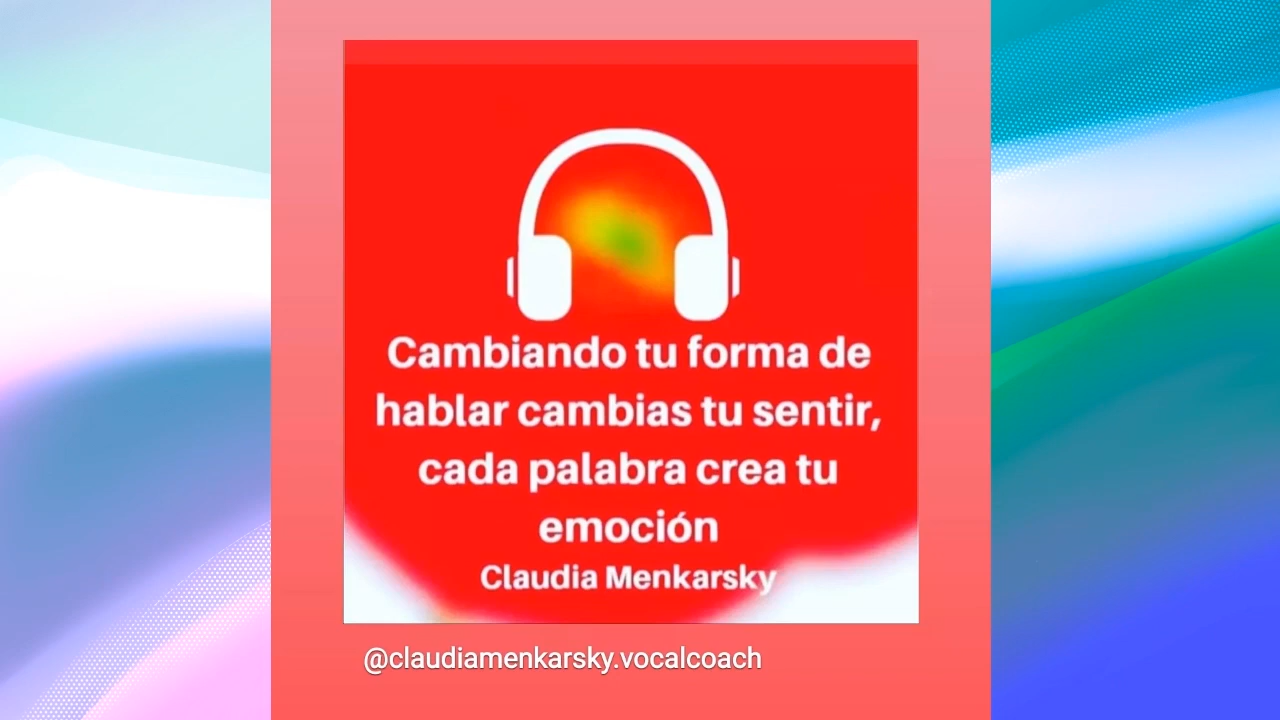 Cambiando tu forma de
hablar cambias tu sentir,
cada palabra crea tu
emoción
Claudia Menkarsky
@claudiamenkarsky.vocalcoach